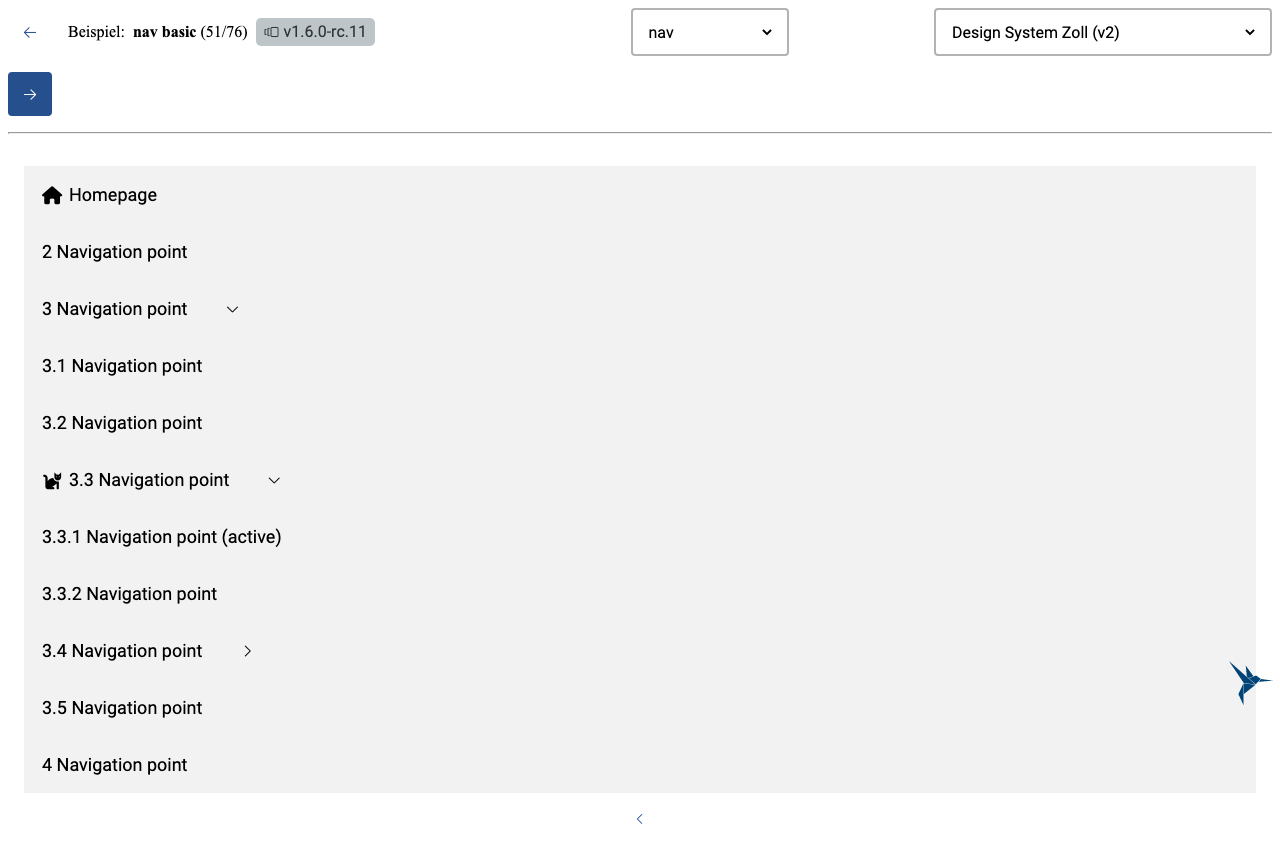 Beispiel: nav basic (51/76) v1.6.0-rc.11 nav Design System Zoll (v2)
Homepage
2 Navigation point
3 Navigation point
3.1 Navigation point
3.2 Navigation point
3.3 Navigation point
3.3.1 Navigation point (active)
3.3.2 Navigation point
3.4 Navigation point
3.5 Navigation point
4 Navigation point